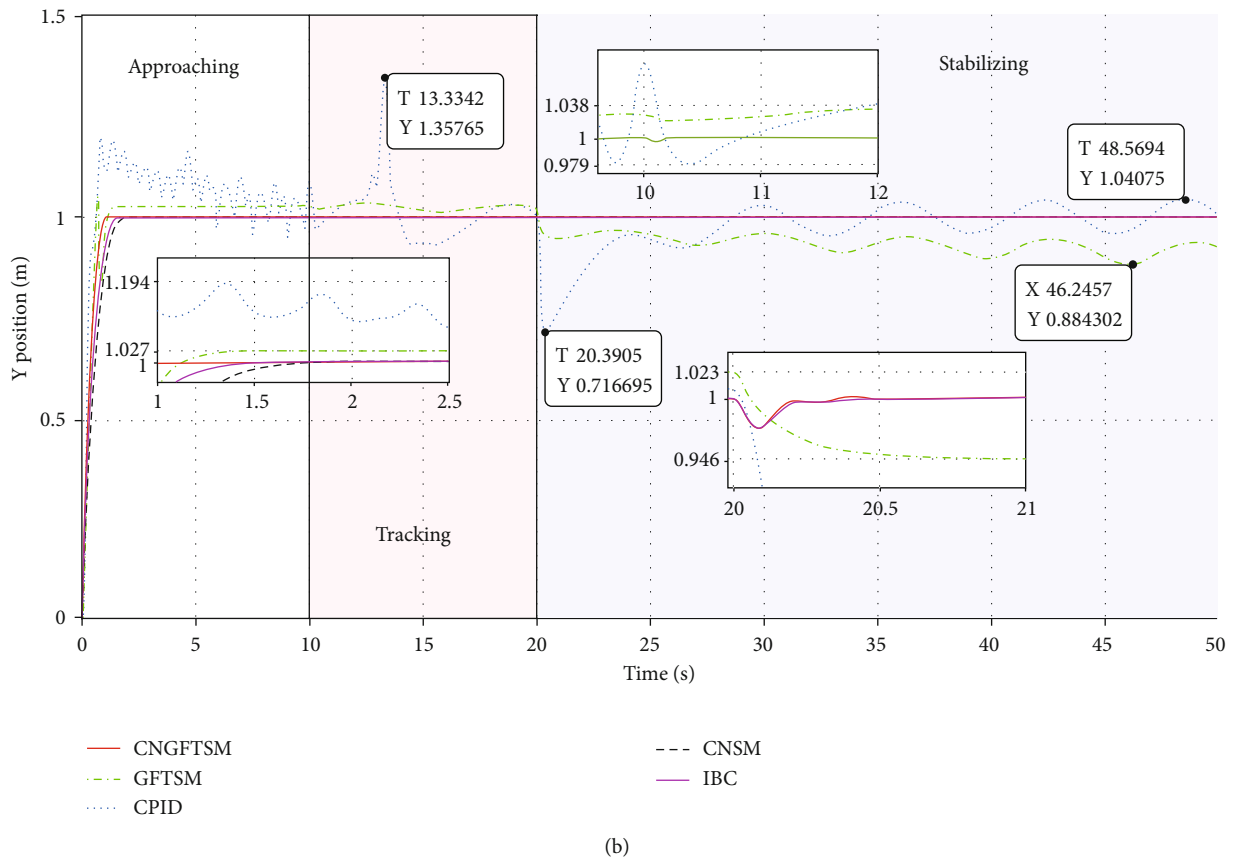 1.5
Approaching
Stabilizing
T 13.3342
Y 1.35765
1.038
1
0.979
10
11
12
T 48.5694
Y 1.04075
1
1.194
1.027
1
1
1.5
2
2.5
X 46.2457
Y 0.884302
T 20.3905
Y 0.716695
1.023
1
0.946
20
20.5
21
0.5
Tracking
0
0
5
10
15
20
25
30
35
40
45
50
Y position (m)
Time (s)
CNGFTSM
GFTSM
CPID
CNSM
IBC
(b)